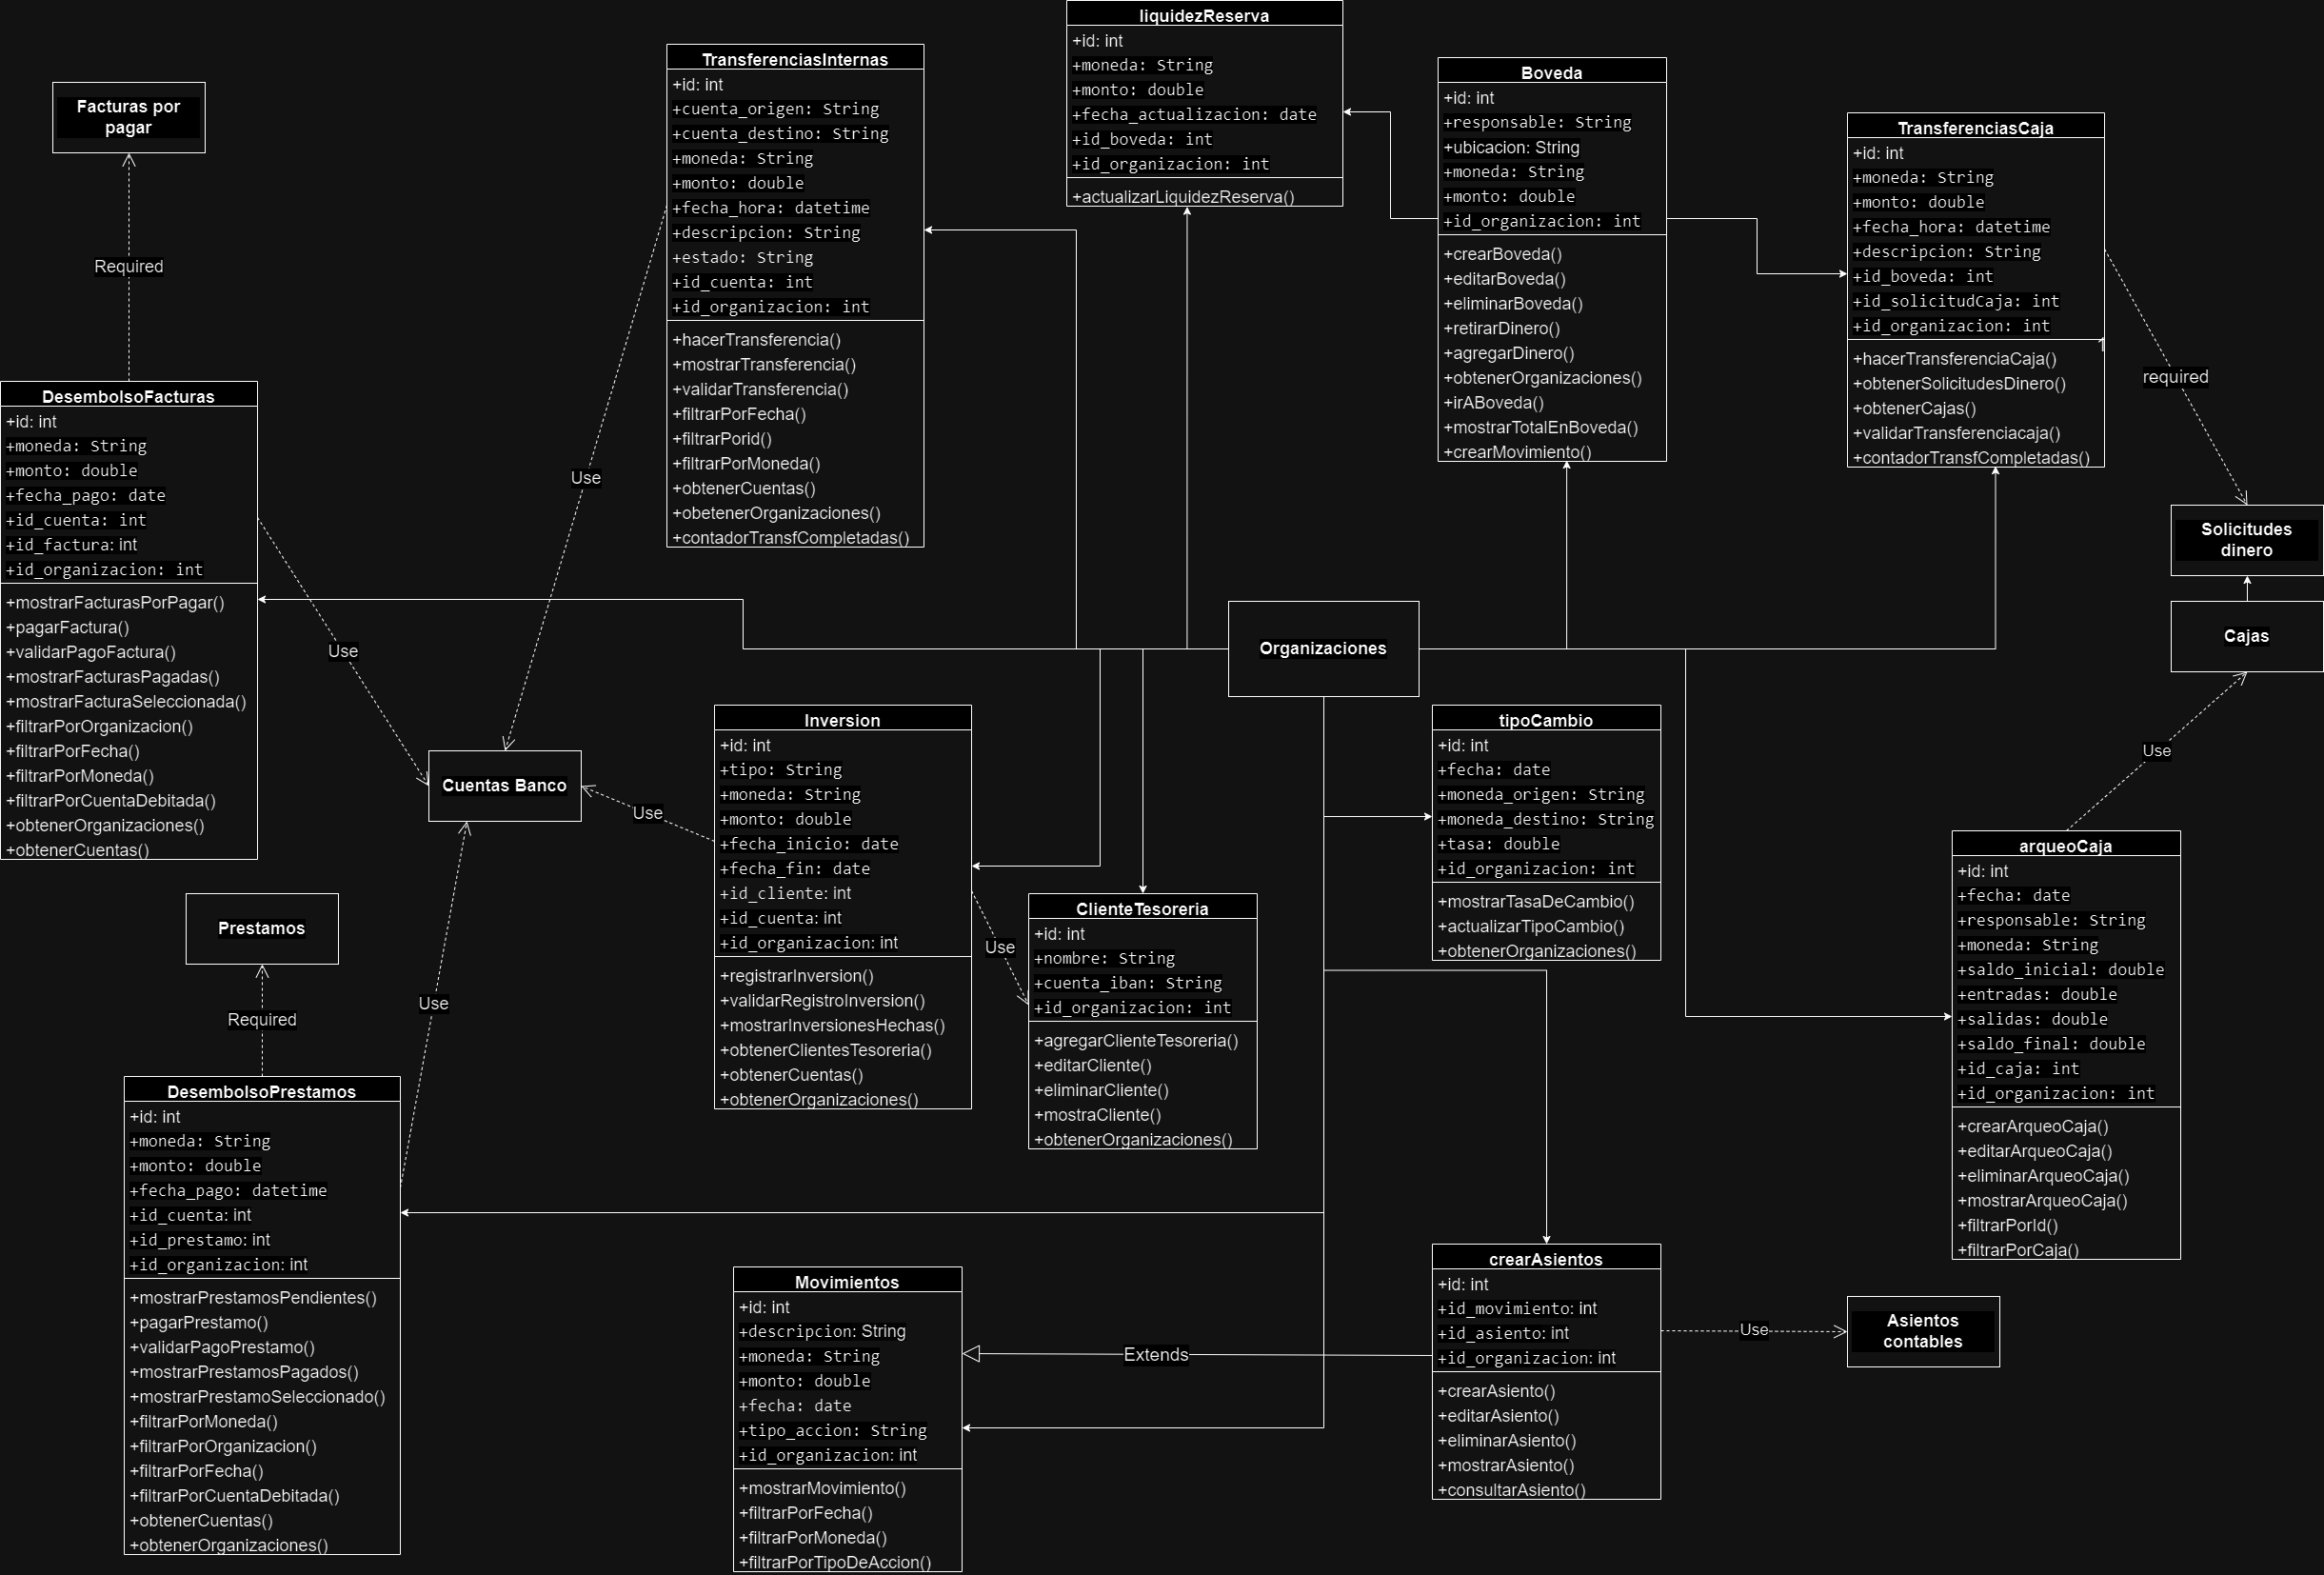 liquidezReserva
+id: int
+moneda: String
+monto: double
+fecha_actualizacion: date
+id_boveda: int
+id_organizacion: int
+actualizarLiquidezReserva()
TransferenciasInternas
+id: int
+cuenta_origen: String
+cuenta_destino: String
+moneda: String
+monto: double
+fecha_hora: datetime
+descripcion: String
+estado: String
+id_cuenta: int
+id_organizacion: int
+hacerTransferencia()
+mostrarTransferencia()
+validarTransferencia()
+filtrarPorFecha()
+filtrarPorid()
+filtrarPorMoneda()
+obtenerCuentas()
+obetenerOrganizaciones()
+contadorTransfCompletadas()
Boveda
+id: int
+responsable: String
+ubicacion: String
+moneda: String
+monto: double
+id_organizacion: int
+crearBoveda()
+editarBoveda()
+eliminarBoveda()
+retirarDinero()
+agregarDinero()
+obtenerOrganizaciones()
+irABoveda()
+mostrarTotalEnBoveda()
+crearMovimiento()
TransferenciasCaja
+id: int
+moneda: String
+monto: double
+fecha_hora: datetime
+descripcion: String
+id_boveda: int
+id_solicitudCaja: int
+id_organizacion: int
1
+hacerTransferenciaCaja()
+obtenerSolicitudesDinero()
+obtenerCajas()
+validarTransferenciacaja()
+contadorTransfCompletadas()
Facturas por
pagar
Required
DesembolsoFacturas
+id: int
+moneda: String
+monto: double
+fecha_pago: date
+id_cuenta: int
+id_factura: int
+id_organizacion: int
+mostrarFacturasPorPagar()
+pagarFactura()
+validarPagoFactura()
+mostrarFacturasPagadas()
+mostrarFacturaSeleccionada()
+filtrarPorOrganizacion()
+filtrarPorFecha()
+filtrarPorMoneda()
+filtrarPorCuentaDebitada()
+obtenerOrganizaciones()
+obtenerCuentas()
Use
Use
required
Solicitudes
dinero
Cajas
Use
Organizaciones
Cuentas Banco
Use
Inversion
+id: int
+tipo: String
+moneda: String
+monto: double
+fecha_inicio: date
+fecha_fin: date
+id_cliente: int
+id_cuenta: int
+id_organizacion: int
+registrarInversion()
+validarRegistroInversion()
+mostrarInversionesHechas()
+obtenerClientesTesoreria()
+obtenerCuentas()
+obtenerOrganizaciones()
Use
ClienteTesoreria
+id: int
+nombre: String
+cuenta_iban: String
+id_organizacion: int
+agregarClienteTesoreria()
+editarCliente()
+eliminarCliente()
+mostraCliente()
+obtenerOrganizaciones()
tipoCambio
+id: int
+fecha: date
+moneda_origen: String
+moneda_destino: String
+tasa: double
+id_organizacion: int
+mostrarTasaDeCambio()
+actualizarTipoCambio()
+obtenerOrganizaciones()
arqueoCaja
+id: int
+fecha: date
+responsable: String
+moneda: String
+saldo_inicial: double
+entradas: double
+salidas: double
+saldo_final: double
+id_caja: int
+id_organizacion: int
+crearArqueoCaja()
+editarArqueoCaja()
+eliminarArqueoCaja()
+mostrarArqueoCaja()
+filtrarPorId()
+filtrarPorCaja()
Prestamos
Required
Use
DesembolsoPrestamos
+id: int
+moneda: String
+monto: double
+fecha_pago: datetime
+id_cuenta: int
+id_prestamo: int
+id_organizacion: int
+mostrarPrestamosPendientes()
+pagarPrestamo()
+validarPagoPrestamo()
+mostrarPrestamosPagados()
+mostrarPrestamoSeleccionado()
+filtrarPorMoneda()
+filtrarPorOrganizacion()
+filtrarPorFecha()
+filtrarPorCuentaDebitada()
+obtenerCuentas()
+obtenerOrganizaciones()
Movimientos
+id: int
+descripcion: String
+moneda: String
+monto: double
+fecha: date
+tipo_accion: String
+id_organizacion: int
+mostrarMovimiento()
+filtrarPorFecha()
+filtrarPorMoneda()
+filtrarPorTipoDeAccion()
Extends
crearAsientos
+id: int
+id_movimiento: int
+id_asiento: int
+id_organizacion: int
+crearAsiento()
+editarAsiento()
+eliminarAsiento()
+mostrarAsiento()
+consultarAsiento()
Use
Asientos
contables